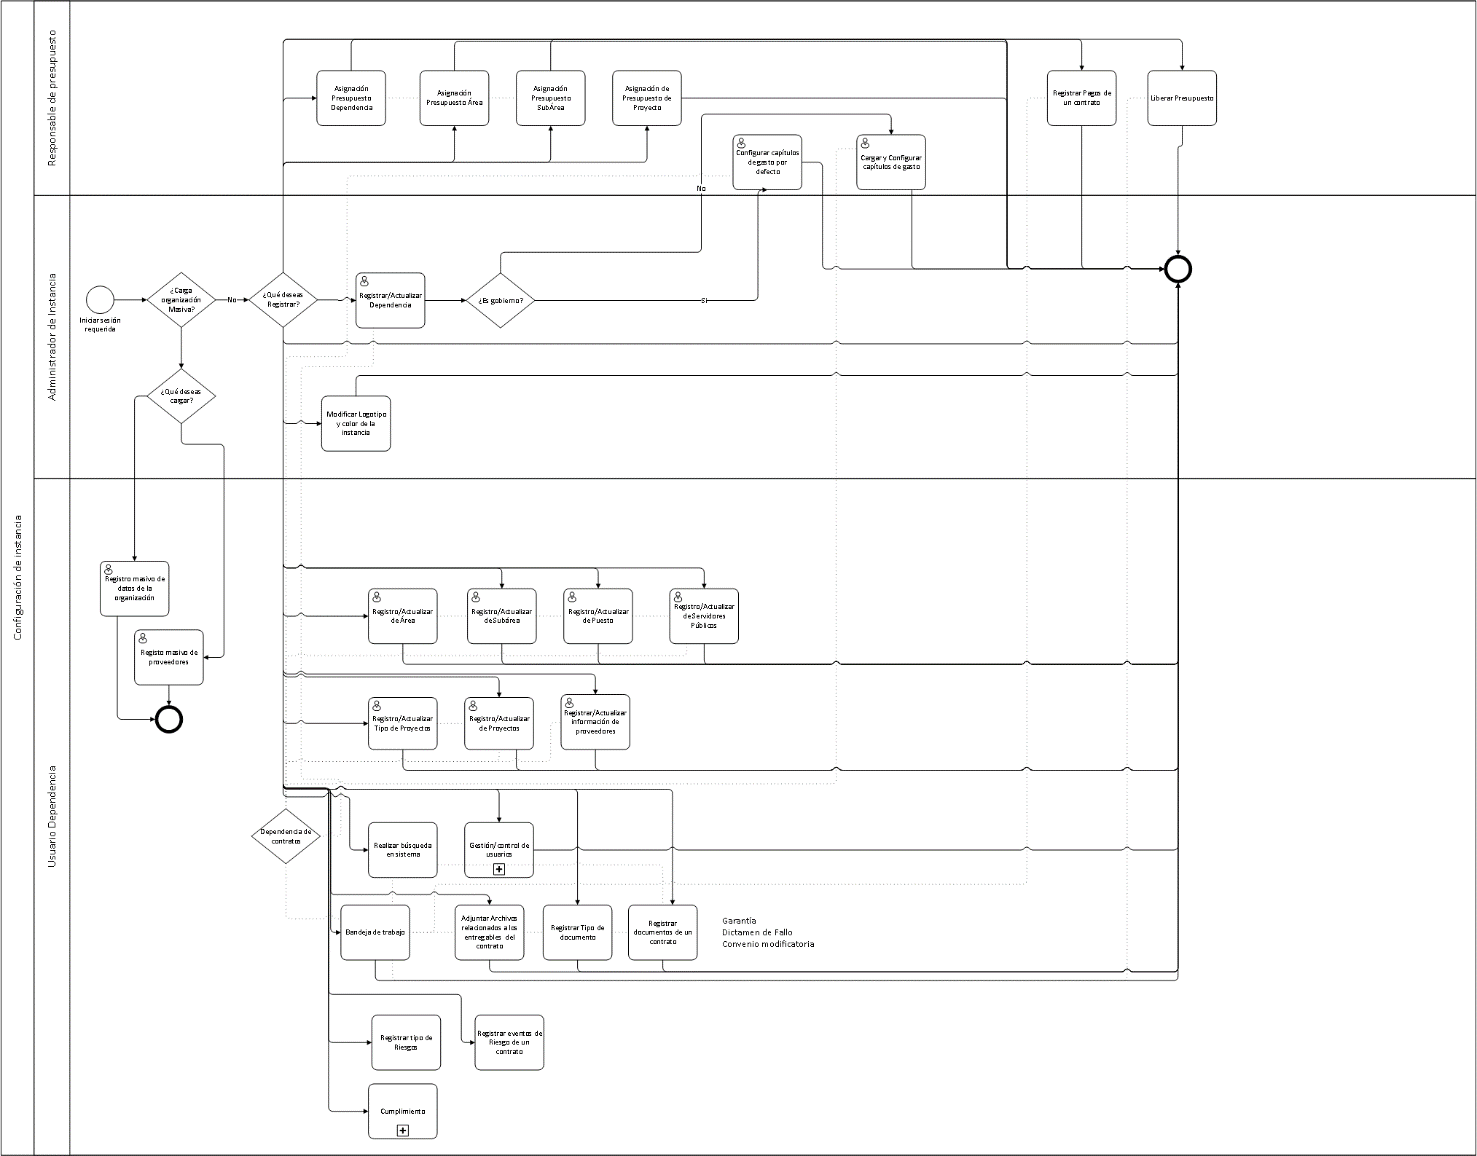 Configuración de instancia
Responsable de presupuesto
Asignación
Presupuesto
Dependencia
Asignación
Presupuesto Área
Asignación
Presupuesto
SubÁrea
Asignación de
Presupuesto de
Proyecto
Registrar Pagos de
un contrato
Liberar Presupuesto
Configurar capítulos
de gasto por
defecto
Cargar y Configurar
capítulos de gasto
No
Administrador de Instancia
Iniciar sesión
requerida
¿Carga
organización
Masiva?
No
¿Qué deseas
Registrar?
Registrar/Actualizar
Dependencia
¿Es gobierno?
Si
¿Qué deseas
cargar?
Modificar Logotipo
y color de la
instancia
Usuario Dependencia
Registro masivo de
datos de la
organización
Registo masivo de
proveedores
Registro/Actualizar
de Área
Registro/Actualizar
de Subárea
Registro/Actualizar
de Puesto
Registro/Actualizar
de Servidores
Públicos
Registro/Actualizar
Tipo de Proyectos
Registro/Actualizar
de Proyectos
Registrar/Actualizar
información de
proveedores
Dependencia de
contratos
Realizar búsqueda
en sistema
Gestión/control de
usuarios
Bandeja de trabajo
Adjuntar Archivos
relacionados a los
entregables del
contrato
Registrar Tipo de
documento
Registrar
documentos de un
contrato
Garantía
Dictamen de Fallo
Convenio modificatoria
Registrar tipo de
Riesgos
Registrar eventos de
Riesgo de un
contrato
Cumplimiento